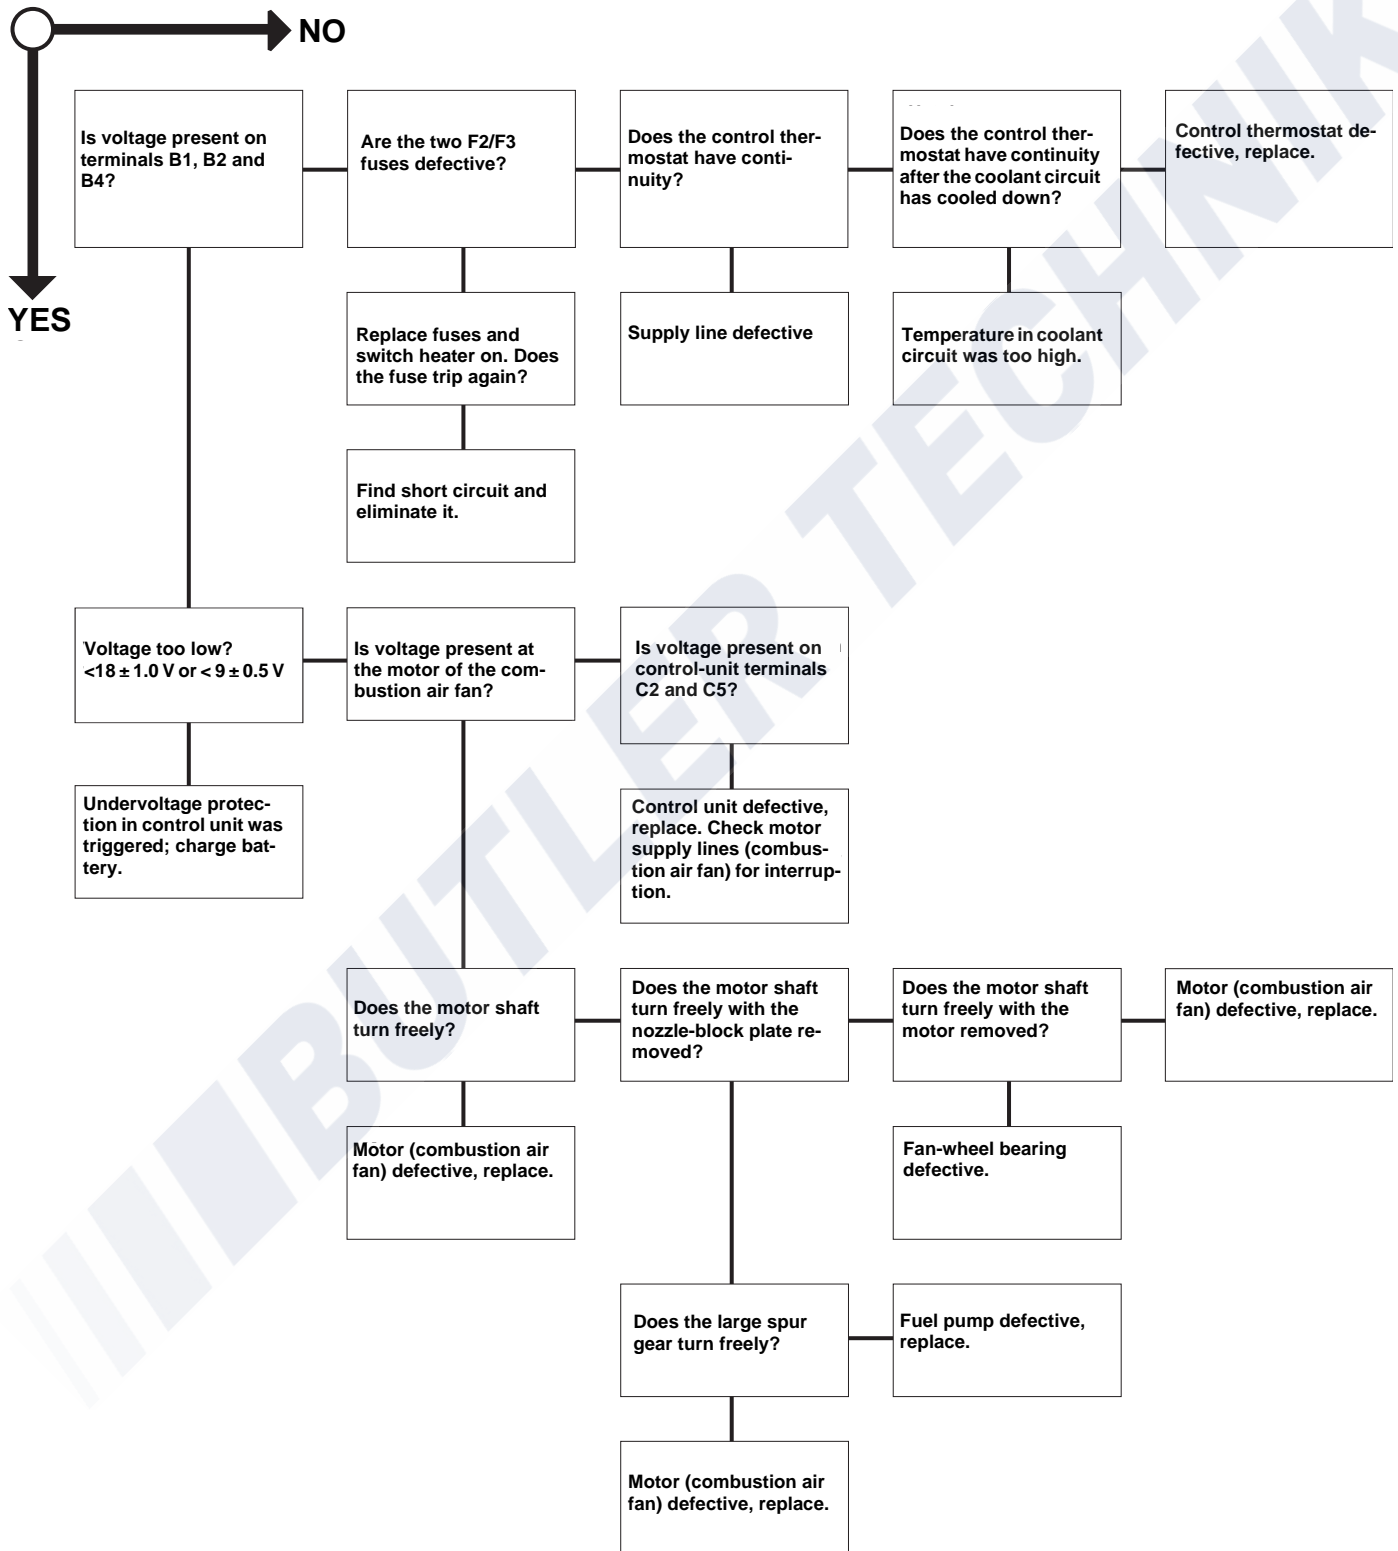 NO
YES
Is voltage present on
terminals B1, B2 and
B4?
Are the two F2/F3
fuses defective?
Does the control ther-
mostat have conti-
nuity?
Does the control ther-
mostat have continuity
after the coolant circuit
has cooled down?
Control thermostat de-
fective, replace.
Replace fuses and
switch heater on. Does
the fuse trip again?
Supply line defective
Temperature in coolant
circuit was too high.
Find short circuit and
eliminate it.
Voltage too low?
<18 ± 1.0 V or < 9 ± 0.5 V
Is voltage present at
the motor of the com-
bustion air fan?
Is voltage present on
control-unit terminals
C2 and C5?
Undervoltage protec-
tion in control unit was
triggered; charge bat-
tery.
Control unit defective,
replace. Check motor
supply lines (combus-
tion air fan) for interrup-
tion.
Does the motor shaft
turn freely?
Does the motor shaft
turn freely with the
nozzle-block plate re-
moved?
Does the motor shaft
turn freely with the
motor removed?
Motor (combustion air
fan) defective, replace.
Motor (combustion air
fan) defective, replace.
Fan-wheel bearing
defective.
Does the large spur
gear turn freely?
Fuel pump defective,
replace.
Motor (combustion air
fan) defective, replace.
BUTLER TECHNIK